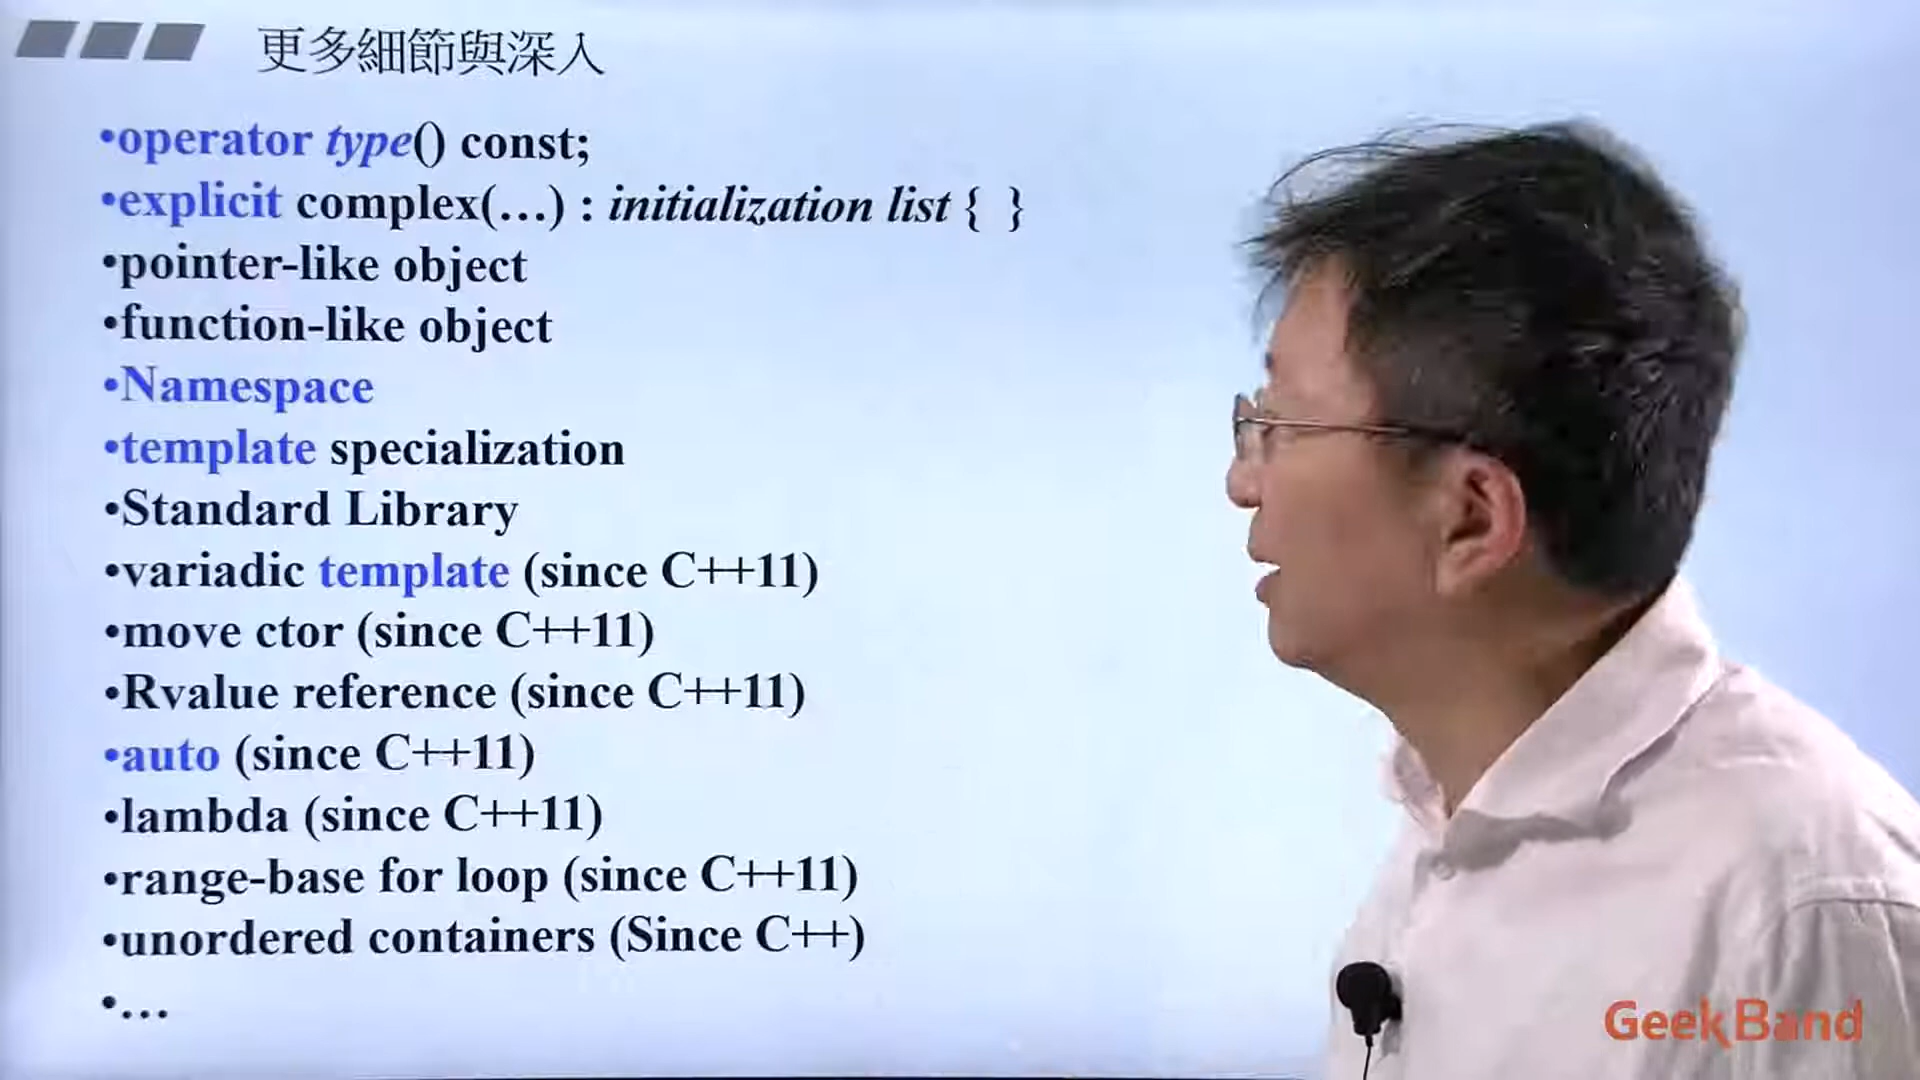 更多細節與深入
•operator type() const;
•explicit complex(…) : initialization list { }
•pointer-like object
•function-like object
•Namespace
•template specialization
•Standard Library
•variadic template (since C++11)
•move ctor (since C++11)
•Rvalue reference (since C++11)
•auto (since C++11)
•lambda (since C++11)
•range-base for loop (since C++11)
•unordered containers (Since C++)
•…
GeekBand